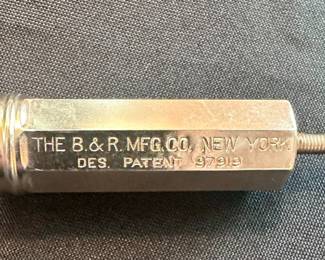 THE B. & R. MFG. CO. NEW YORK
DES. PATENT 97919